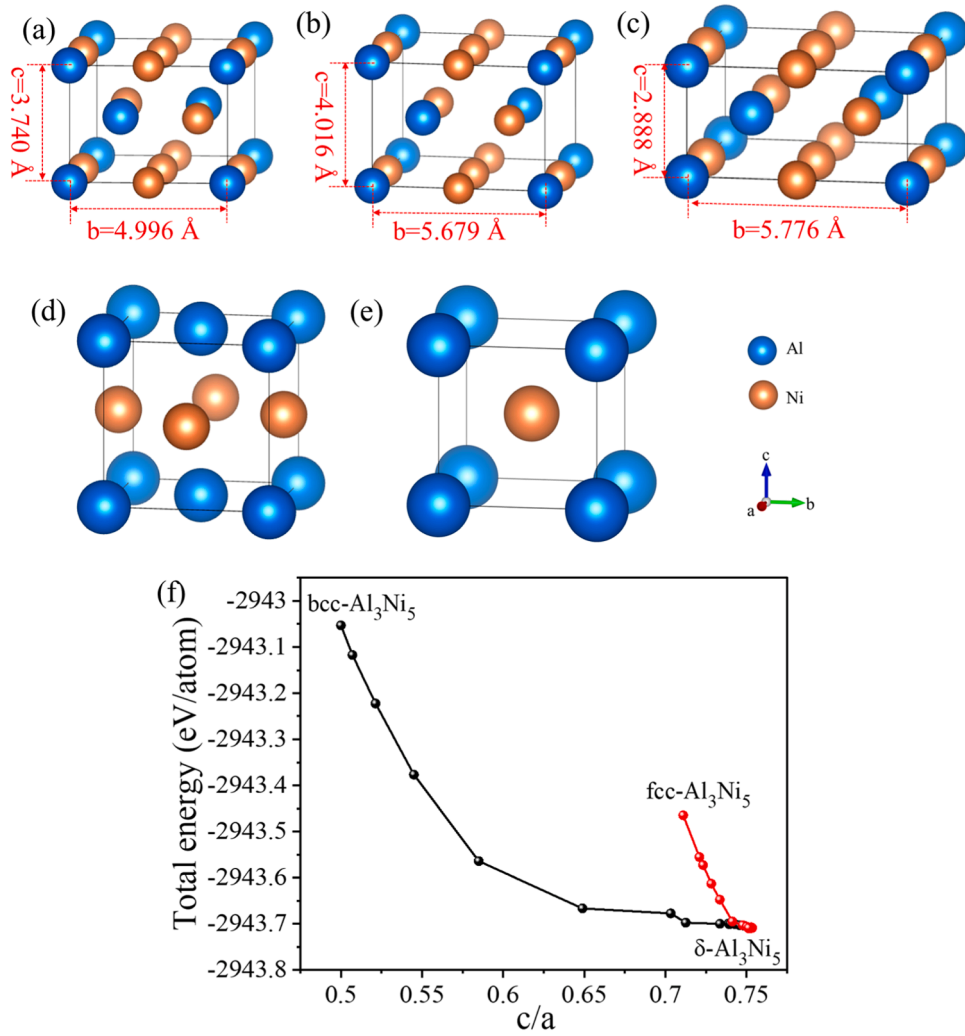 (a)
c=3.740 Å
b=4.996 Å
(b)
c=4.016 Å
b=5.679 Å
(c)
c=2.888 Å
b=5.776 Å
(d)
(e)
Al
Ni
c
a
b
(f)
Total energy (eV/atom)
-2943
-2943.1
-2943.2
-2943.3
-2943.4
-2943.5
-2943.6
-2943.7
-2943.8
bcc-Al₃Ni₅
fcc-Al₃Ni₅
δ-Al₃Ni₅
0.5 0.55 0.6 0.65 0.7 0.75
c/a